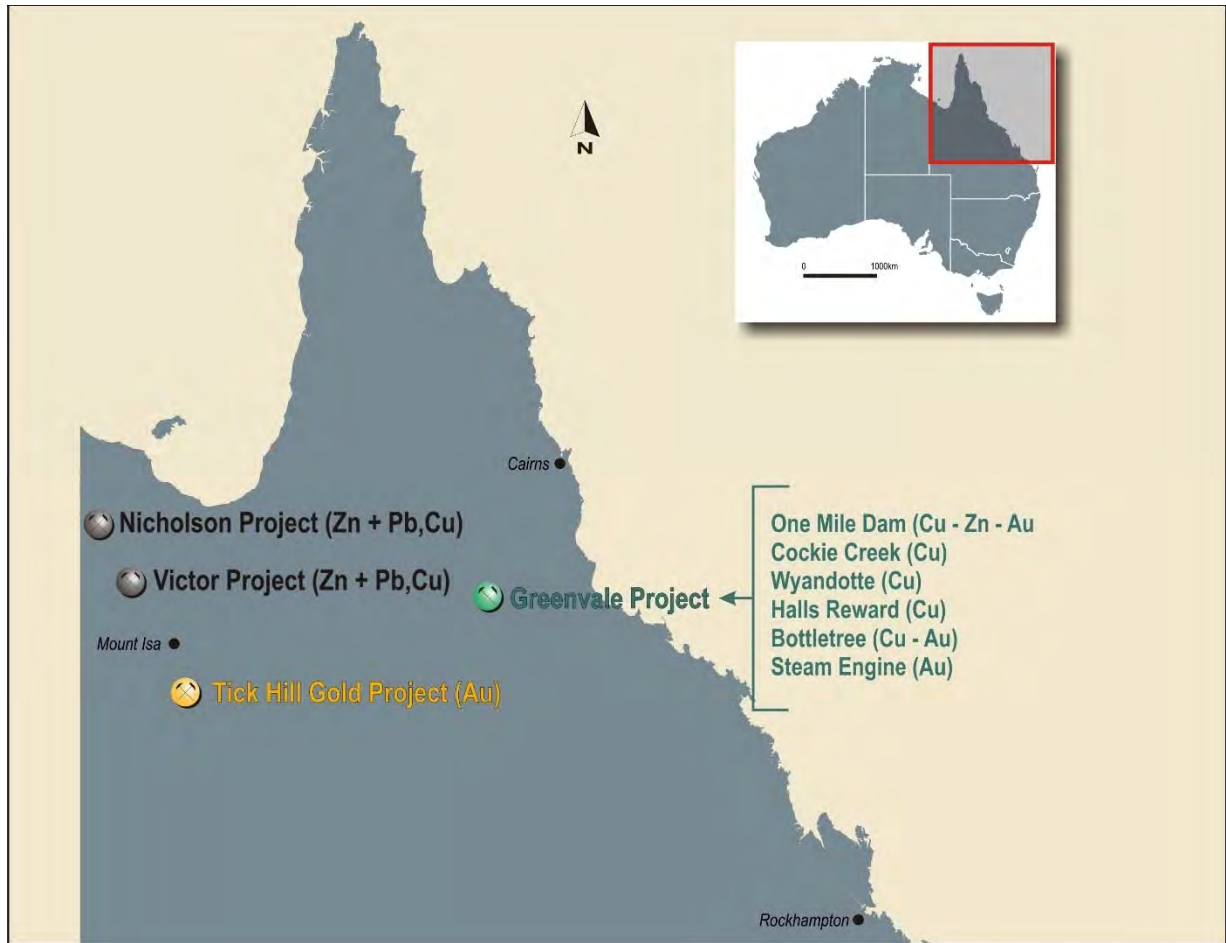 N
0 1000km
Cairns
Nicholson Project (Zn + Pb,Cu)
Victor Project (Zn + Pb,Cu)
Greenvale Project
One Mile Dam (Cu - Zn - Au
Cockie Creek (Cu)
Wyandotte (Cu)
Halls Reward (Cu)
Bottletree (Cu - Au)
Steam Engine (Au)
Mount Isa
Tick Hill Gold Project (Au)
Rockhampton